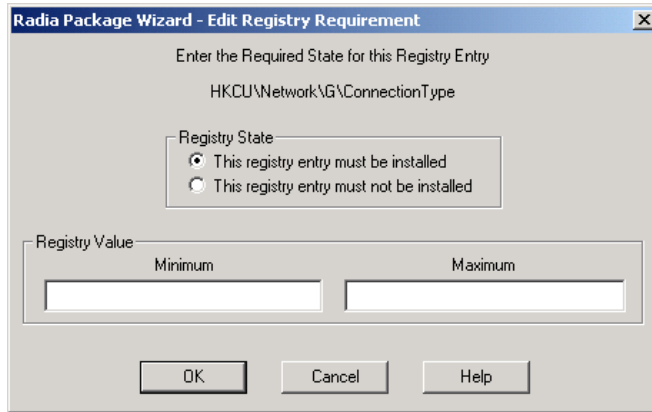 Radia Package Wizard - Edit Registry Requirement
Enter the Required State for this Registry Entry
HKCU\Network\G\ConnectionType
Registry State
This registry entry must be installed
This registry entry must not be installed
Registry Value
Minimum Maximum
OK Cancel Help